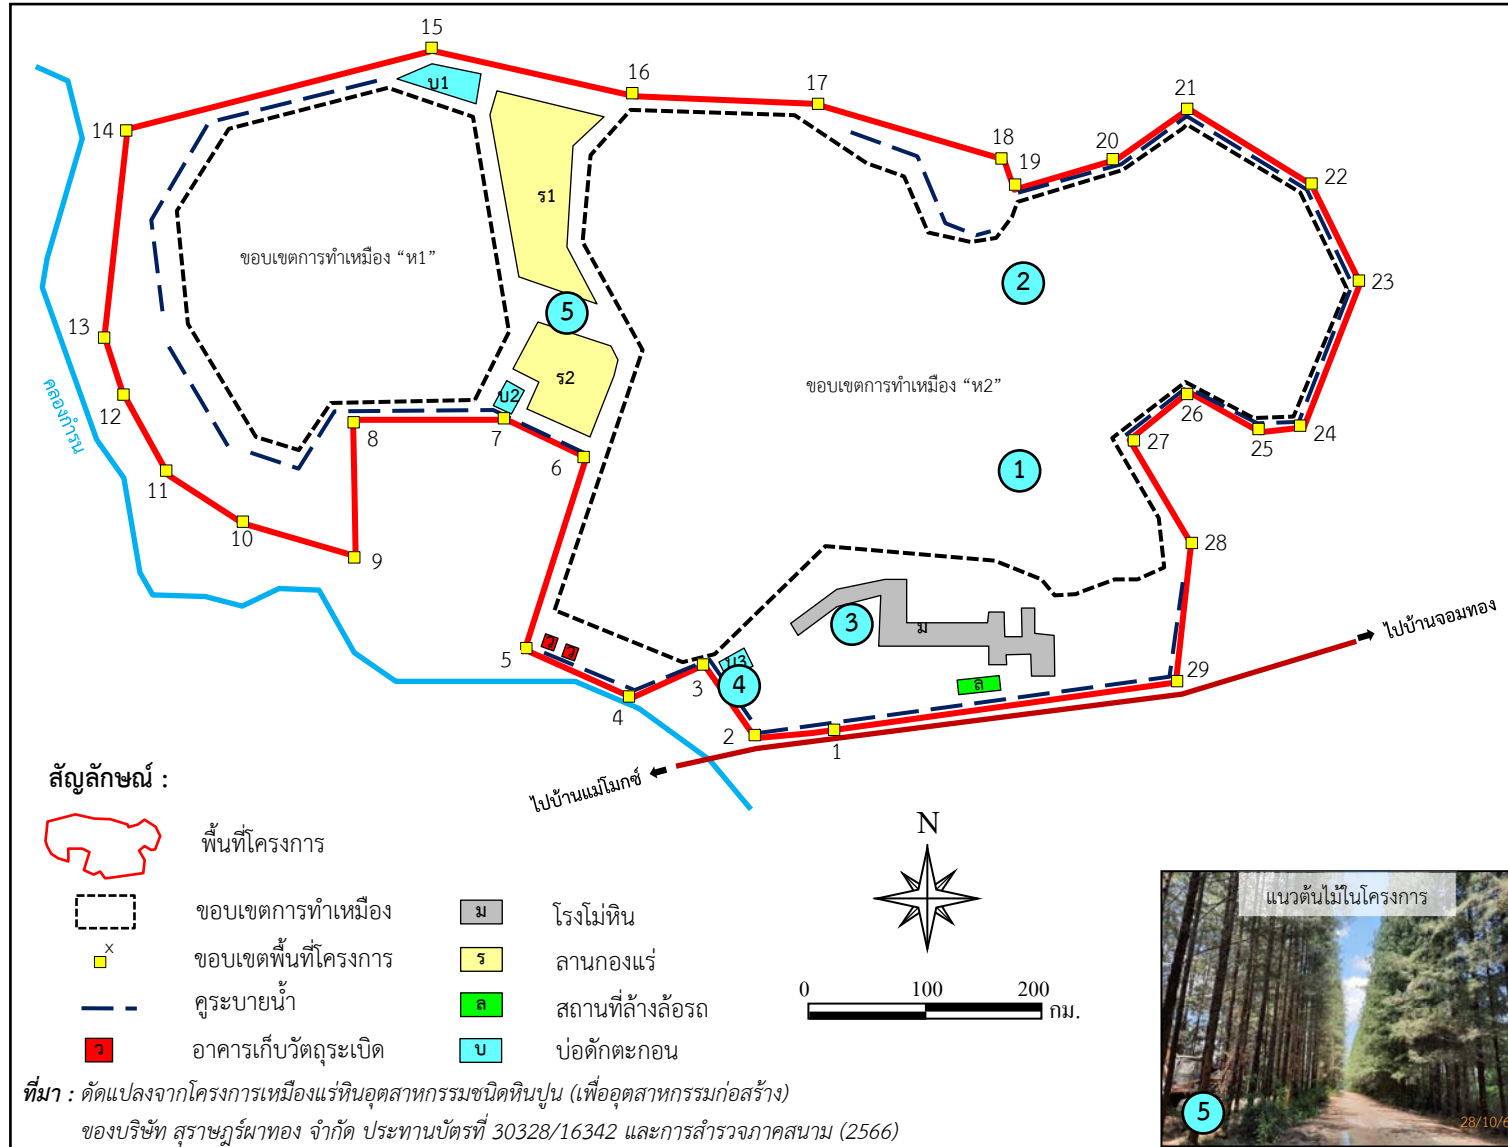 15
16
17
21
14
18
20
19
22
23
บ1
ร1
ขอบเขตการทำเหมือง “ห1”
2
5
13
ร2
ขอบเขตการทำเหมือง “ห2”
บ2
12
คลองกำรน
8
7
6
26
27
25
24
11
1
10
9
28
3
ม
ไปบ้านจอมทอง
5
ว
ว
บ3
4
3
ล
29
4
2
1
ไปบ้านแม่โมกข์
สัญลักษณ์ :
พื้นที่โครงการ
ขอบเขตการทำเหมือง
ม
โรงโม่หิน
x
ขอบเขตพื้นที่โครงการ
ร
ลานกองแร่
คูระบายน้ำ
ล
สถานที่ล้างล้อรถ
ว
อาคารเก็บวัตถุระเบิด
บ
บ่อดักตะกอน
N
0 100 200 กม.
แนวต้นไม้ในโครงการ
5
28/10/6
ที่มา : ดัดแปลงจากโครงการเหมืองแร่หินอุตสาหกรรมชนิดหินปูน (เพื่ออุตสาหกรรมก่อสร้าง)
ของบริษัท สุราษฎร์ผาทอง จำกัด ประทานบัตรที่ 30328/16342 และการสำรวจภาคสนาม (2566)